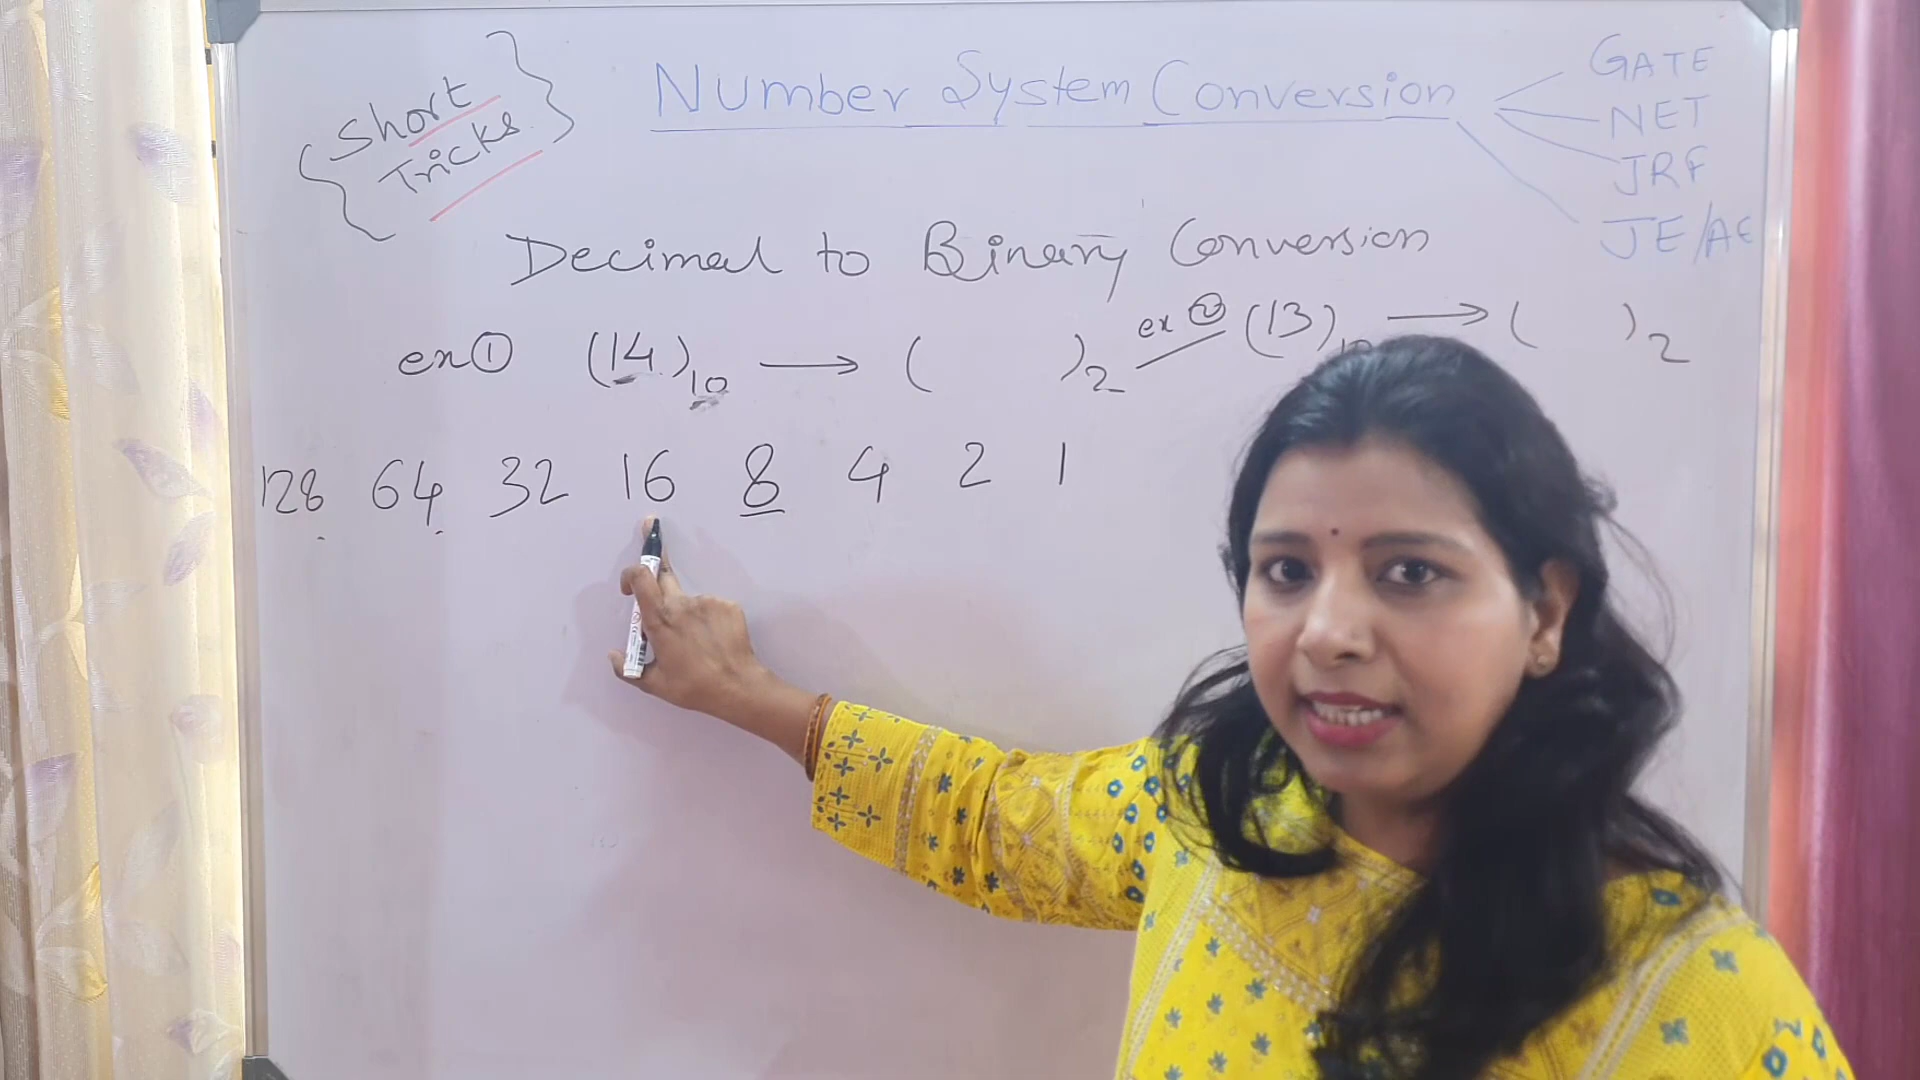 { Short Tricks }
Number System Conversion
GATE
NET
JRF
JE/AE
Decimal to Binary Conversion
ex① (14)10 → ( )2
ex② (13)10 → ( )2
128 64 32 16 8 4 2 1